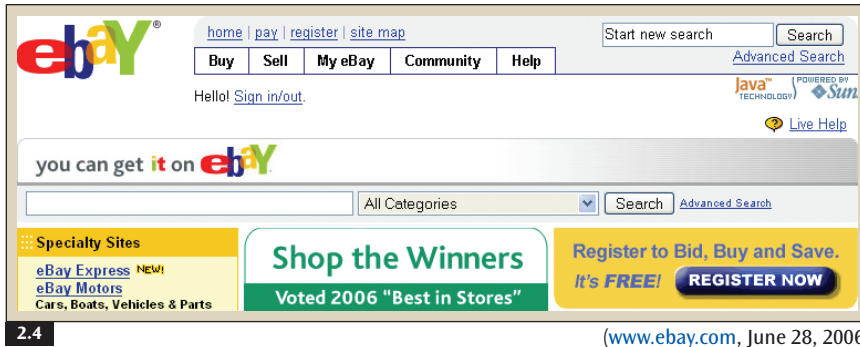 ebaY®
home | pay | register | site map
Start new search Search
Buy Sell My eBay Community Help
Advanced Search
Hello! Sign in/out.
Java™ TECHNOLOGY POWERED BY Sun
Live Help
you can get it on ebaY
All Categories Search Advanced Search
Specialty Sites
eBay Express NEW!
eBay Motors
Cars, Boats, Vehicles & Parts
Shop the Winners
Voted 2006 “Best in Stores”
Register to Bid, Buy and Save.
It's FREE! REGISTER NOW
2.4
(www.ebay.com, June 28, 2006